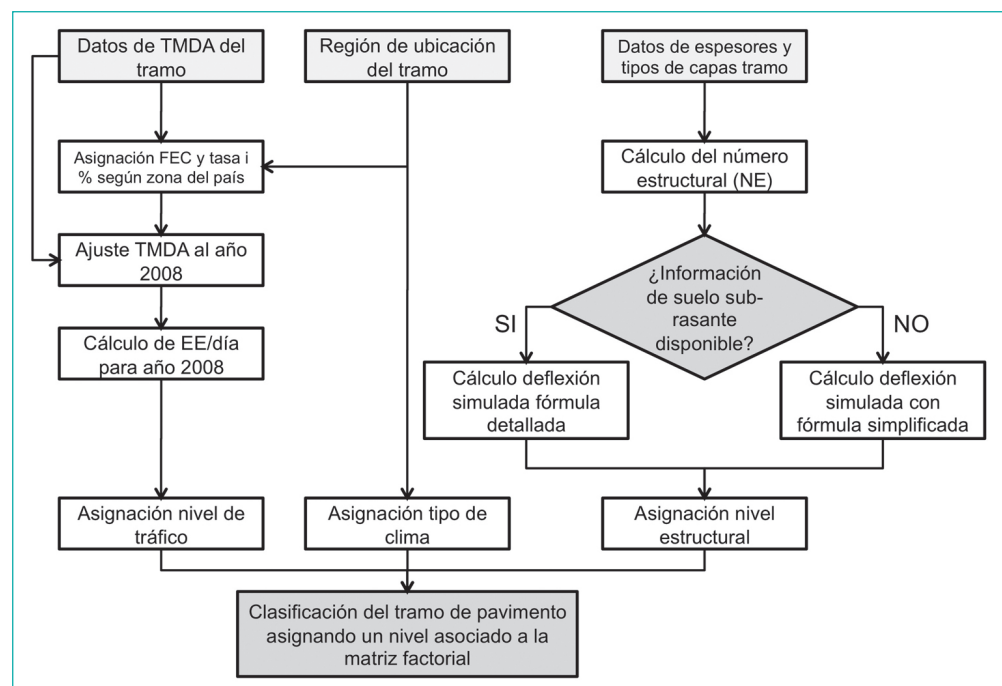 Datos de TMDA del
tramo
Región de ubicación
del tramo
Datos de espesores y
tipos de capas tramo
Asignación FEC y tasa i
% según zona del país
Cálculo del número
estructural (NE)
Ajuste TMDA al año
2008
¿Información
de suelo sub-
rasante
disponible?
SI
NO
Cálculo de EE/día
para año 2008
Cálculo deflexión
simulada fórmula
detallada
Cálculo deflexión
simulada con
fórmula simplificada
Asignación nivel de
tráfico
Asignación tipo de
clima
Asignación nivel
estructural
Clasificación del tramo de pavimento
asignando un nivel asociado a la
matriz factorial